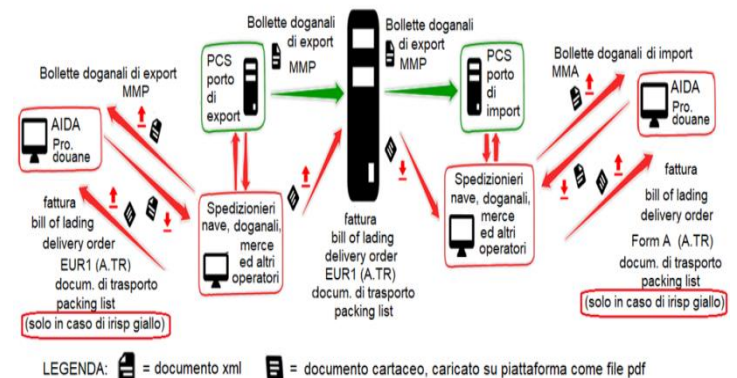 Bollette doganali di export
MMP
AIDA
Pro.
douane
fattura
bill of lading
delivery order
EUR1 (A.TR)
docum. di trasporto
packing list
(solo in caso di irisp giallo)
PCS
porto
di
export
Spedizionieri
nave, doganali,
merce
ed altri
operatori
Bollette doganali
di export
MMP
fattura
bill of lading
delivery order
EUR1 (A.TR)
docum. di trasporto
packing list
Bollette doganali
di export
MMP
PCS
porto
di
import
Spedizionieri
nave, doganali,
merce
ed altri
operatori
Bollette doganali di import
MMA
AIDA
Pro.
douane
fattura
bill of lading
delivery order
Form A (A.TR)
docum. di trasporto
packing list
(solo in caso di irisp giallo)
LEGENDA: = documento xml = documento cartaceo, caricato su piattaforma come file pdf